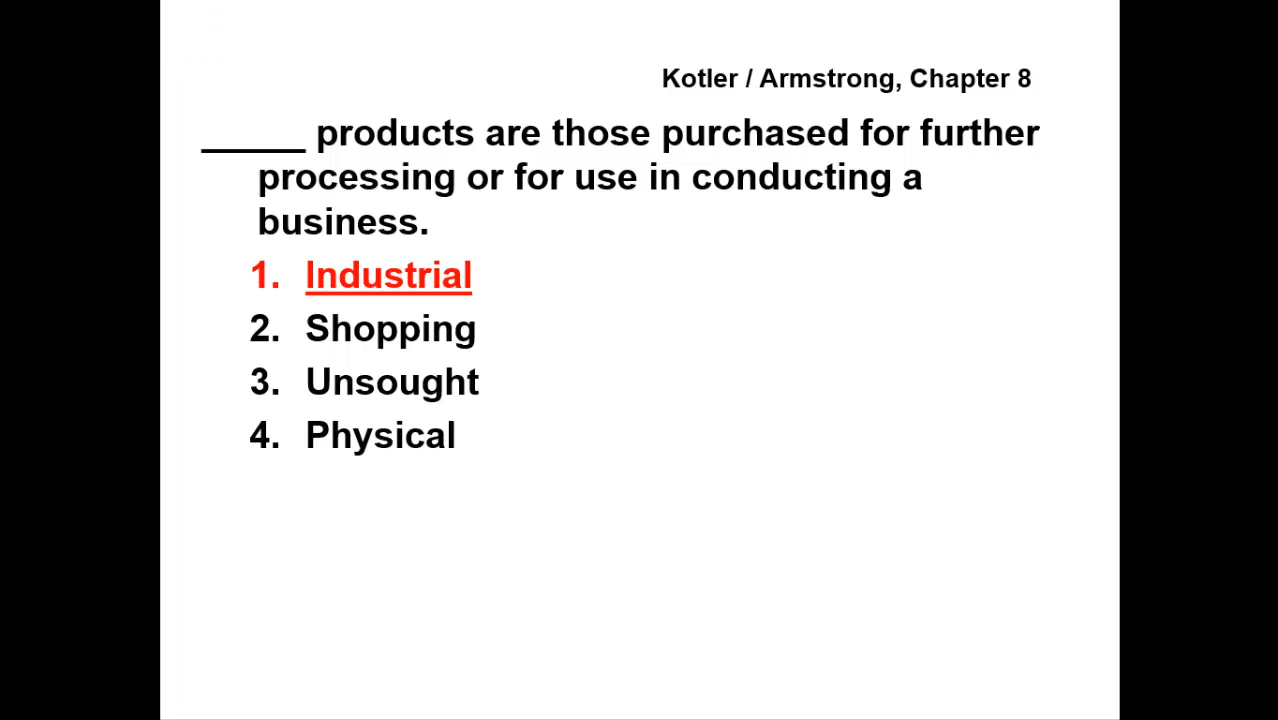 Kotler / Armstrong, Chapter 8
_____ products are those purchased for further
processing or for use in conducting a
business.
1. Industrial
2. Shopping
3. Unsought
4. Physical